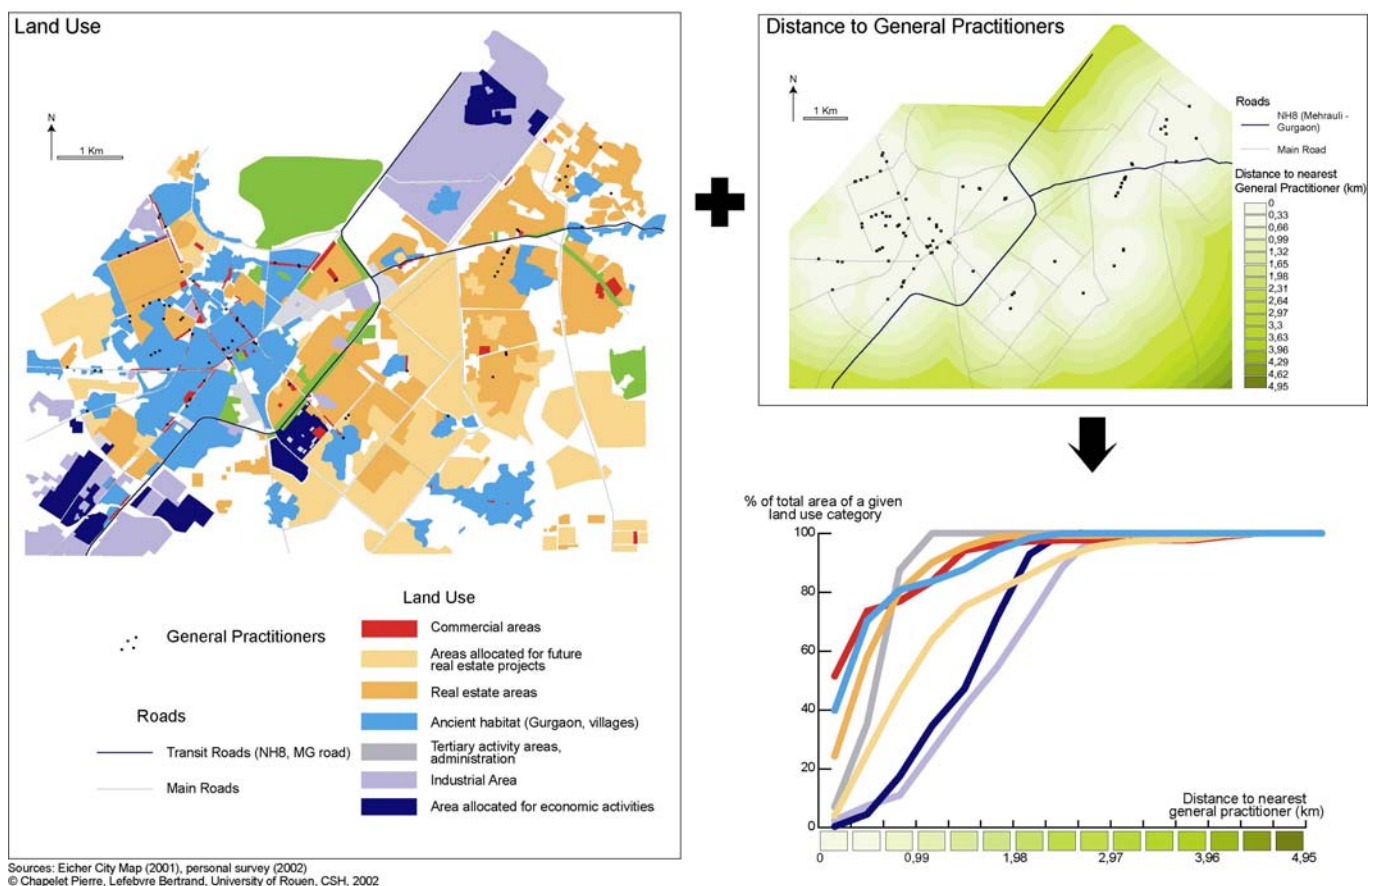 Land Use
N
1 Km
General Practitioners
Roads
Transit Roads (NH8, MG road)
Main Roads
Land Use
Commercial areas
Areas allocated for future
real estate projects
Real estate areas
Ancient habitat (Gurgaon, villages)
Tertiary activity areas,
administration
Industrial Area
Area allocated for economic activities
Sources: Eicher City Map (2001), personal survey (2002)
© Chapelet Pierre, Lefebvre Bertrand, University of Rouen, CSH, 2002
Distance to General Practitioners
N
1 Km
Roads
NH8 (Mehrauli -
Gurgaon)
Main Road
Distance to nearest
General Practitioner (km)
0
0,33
0,66
0,99
1,32
1,65
1,98
2,31
2,64
2,97
3,3
3,63
3,96
4,29
4,62
4,95
% of total area of a given
land use category
100
80
60
40
20
0
Distance to nearest
general practitioner (km)
0
0,99
1,98
2,97
3,96
4,95